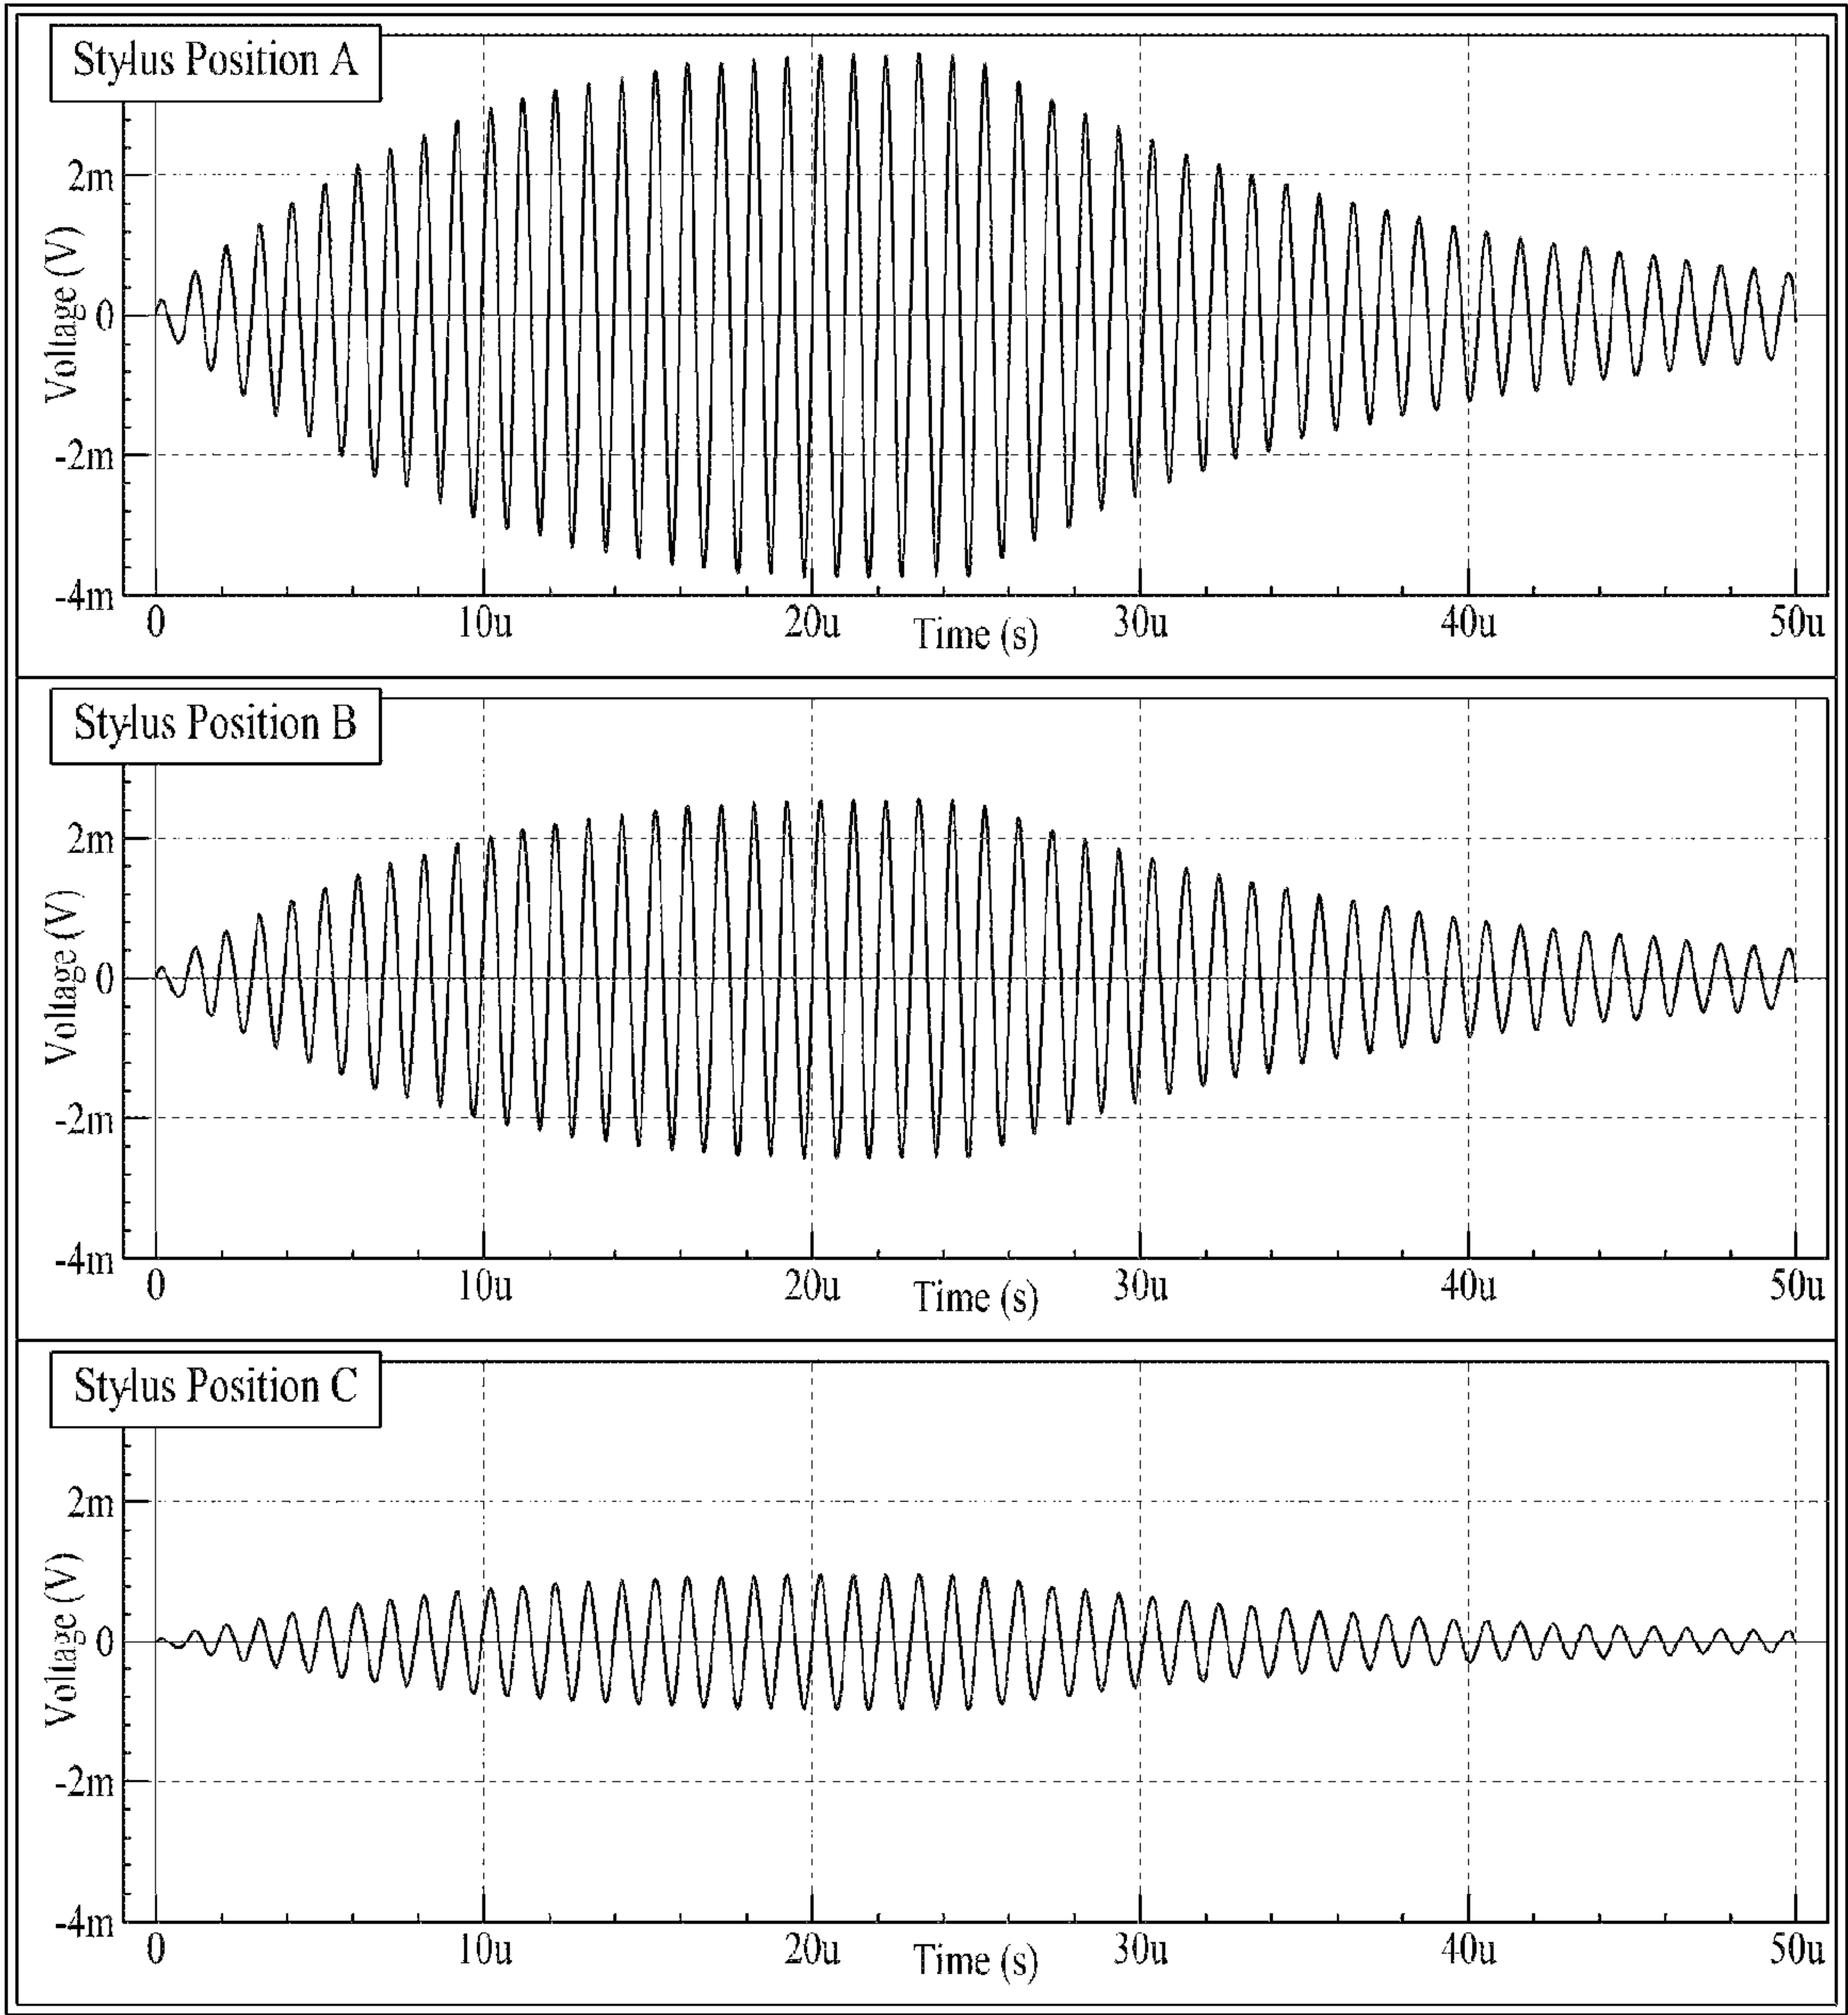 Stylus Position A
Voltage (V)
2m
0
-2m
-4m
0 10u 20u 30u 40u 50u
Time (s)
Stylus Position B
Voltage (V)
2m
0
-2m
-4m
0 10u 20u 30u 40u 50u
Time (s)
Stylus Position C
Voltage (V)
2m
0
-2m
-4m
0 10u 20u 30u 40u 50u
Time (s)